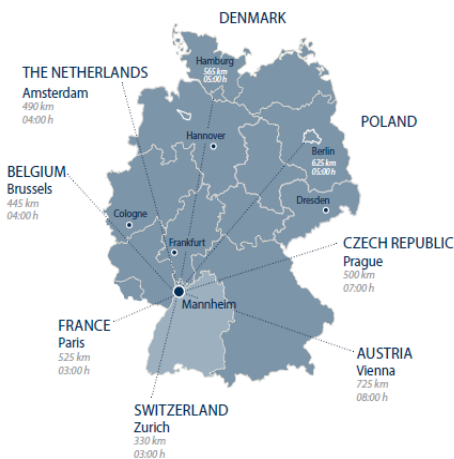 DENMARK
Hamburg
565 km
05:00 h
THE NETHERLANDS
Amsterdam
490 km
04:00 h
POLAND
Hannover
Berlin
625 km
05:00 h
BELGIUM
Brussels
445 km
04:00 h
Dresden
Cologne
Frankfurt
CZECH REPUBLIC
Prague
500 km
07:00 h
Mannheim
FRANCE
Paris
525 km
03:00 h
AUSTRIA
Vienna
725 km
08:00 h
SWITZERLAND
Zurich
330 km
03:00 h